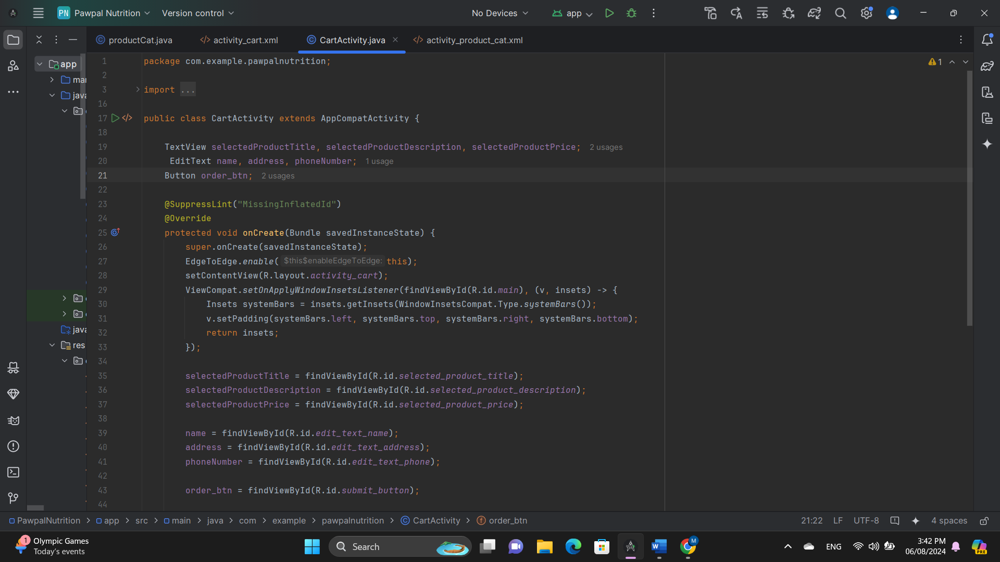 PN Pawpal Nutrition Version control No Devices app
productCat.java activity_cart.xml CartActivity.java activity_product_cat.xml
app
mar
java
res
java
1 package com.example.pawpalnutrition;
2
3 import ...
16
17 public class CartActivity extends AppCompatActivity {
18
19 TextView selectedProductTitle, selectedProductDescription, selectedProductPrice; 2 usages
20 EditText name, address, phoneNumber; 1 usage
21 Button order_btn; 2 usages
22
23 @SuppressLint("MissingInflatedId")
24 @Override
25 protected void onCreate(Bundle savedInstanceState) {
26 super.onCreate(savedInstanceState);
27 EdgeToEdge.enable( $this$enableEdgeToEdge: this);
28 setContentView(R.layout.activity_cart);
29 ViewCompat.setOnApplyWindowInsetsListener(findViewById(R.id.main), (v, insets) -> {
30 Insets systemBars = insets.getInsets(WindowInsetsCompat.Type.systemBars());
31 v.setPadding(systemBars.left, systemBars.top, systemBars.right, systemBars.bottom);
32 return insets;
33 });
34
35 selectedProductTitle = findViewById(R.id.selected_product_title);
36 selectedProductDescription = findViewById(R.id.selected_product_description);
37 selectedProductPrice = findViewById(R.id.selected_product_price);
38
39 name = findViewById(R.id.edit_text_name);
40 address = findViewById(R.id.edit_text_address);
41 phoneNumber = findViewById(R.id.edit_text_phone);
42
43 order_btn = findViewById(R.id.submit_button);
44
1
PawpalNutrition > app > src > main > java > com > example > pawpalnutrition > CartActivity > order_btn 21:22 LF UTF-8 4 spaces
1 Olympic Games
Today's events
Search
M
ENG
3:42 PM
06/08/2024
PRE